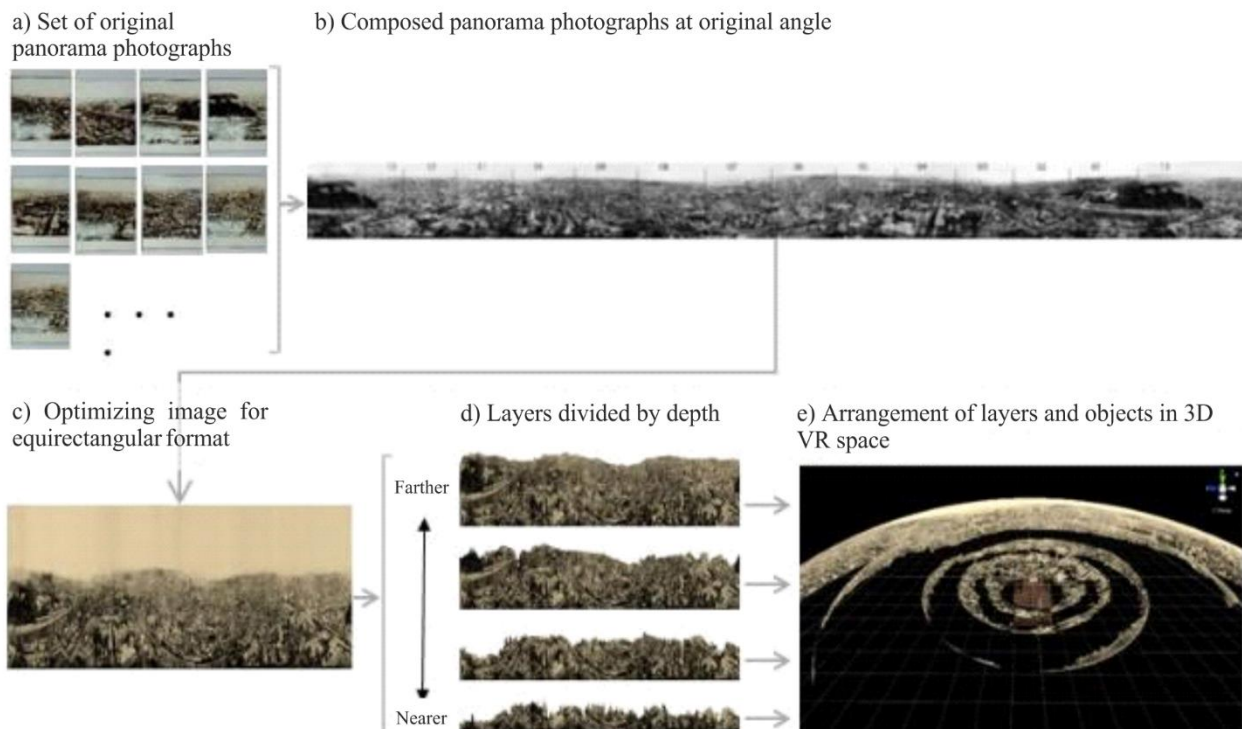 a) Set of original
panorama photographs
b) Composed panorama photographs at original angle
c) Optimizing image for
equirectangular format
d) Layers divided by depth
Farther
Nearer
e) Arrangement of layers and objects in 3D
VR space